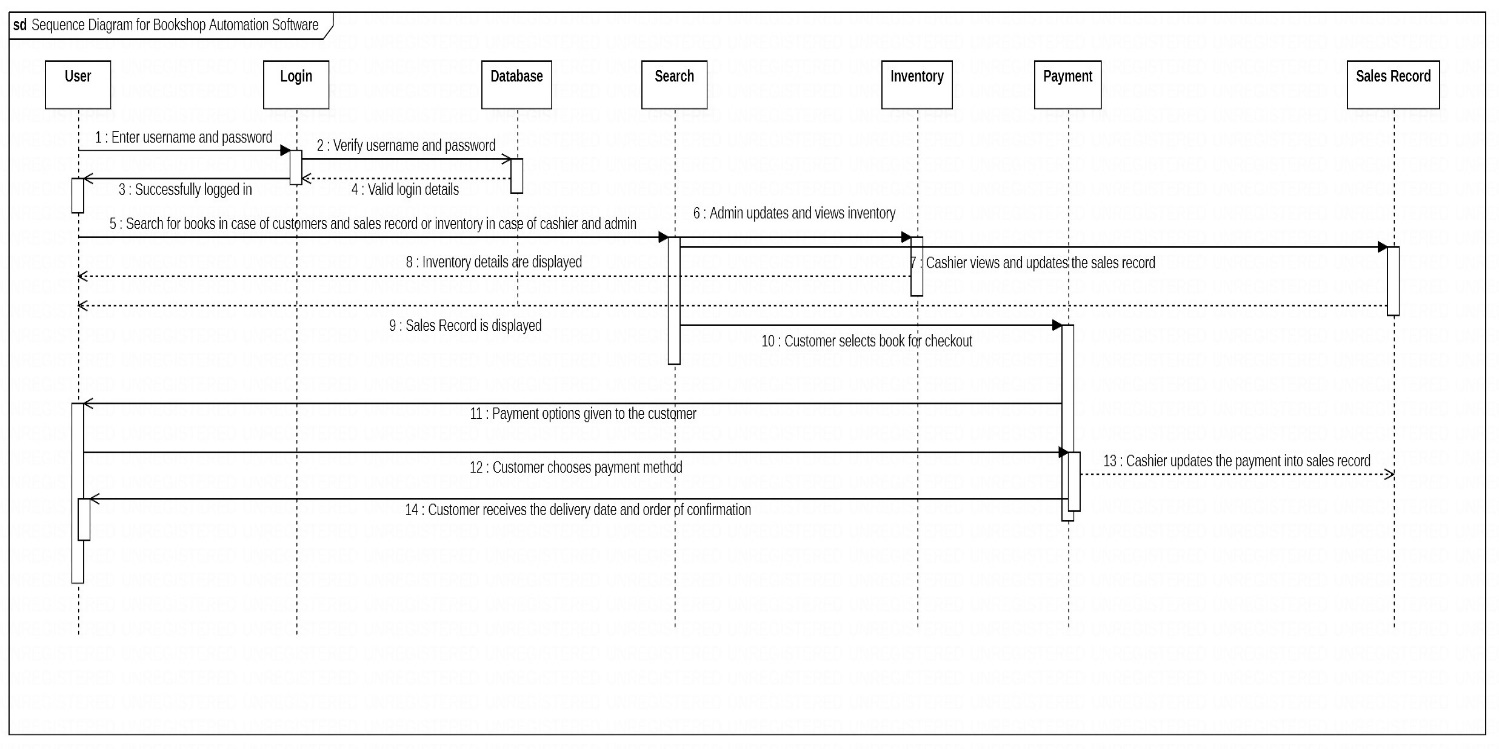 sd Sequence Diagram for Bookshop Automation Software
User
Login
Database
Search
Inventory
Payment
Sales Record
1 : Enter username and password
2 : Verify username and password
3 : Successfully logged in
4 : Valid login details
5 : Search for books in case of customers and sales record or inventory in case of cashier and admin
6 : Admin updates and views inventory
7 : Cashier views and updates the sales record
8 : Inventory details are displayed
9 : Sales Record is displayed
10 : Customer selects book for checkout
11 : Payment options given to the customer
12 : Customer chooses payment method
13 : Cashier updates the payment into sales record
14 : Customer receives the delivery date and order of confirmation